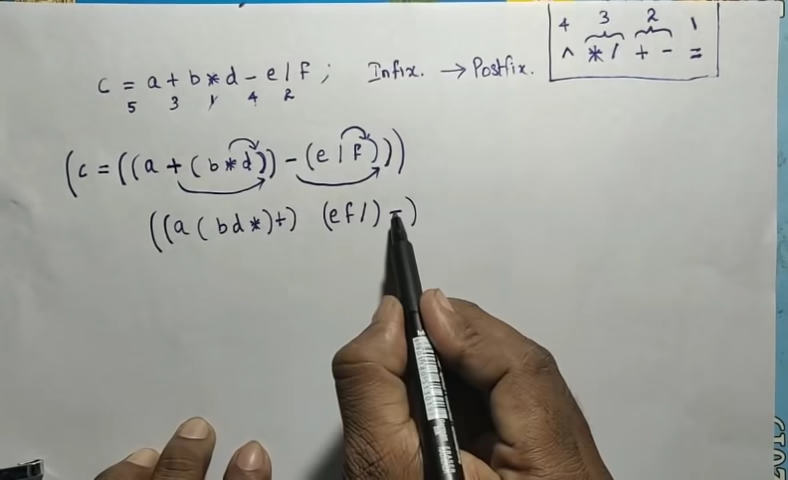 4 3 2 1
^ * / + - =
c = a + b * d - e / f ; Infix. → Postfix.
5 3 1 4 2
(c = ((a + (b * d)) - (e / f)))
((a (bd*)+) (ef/) -)